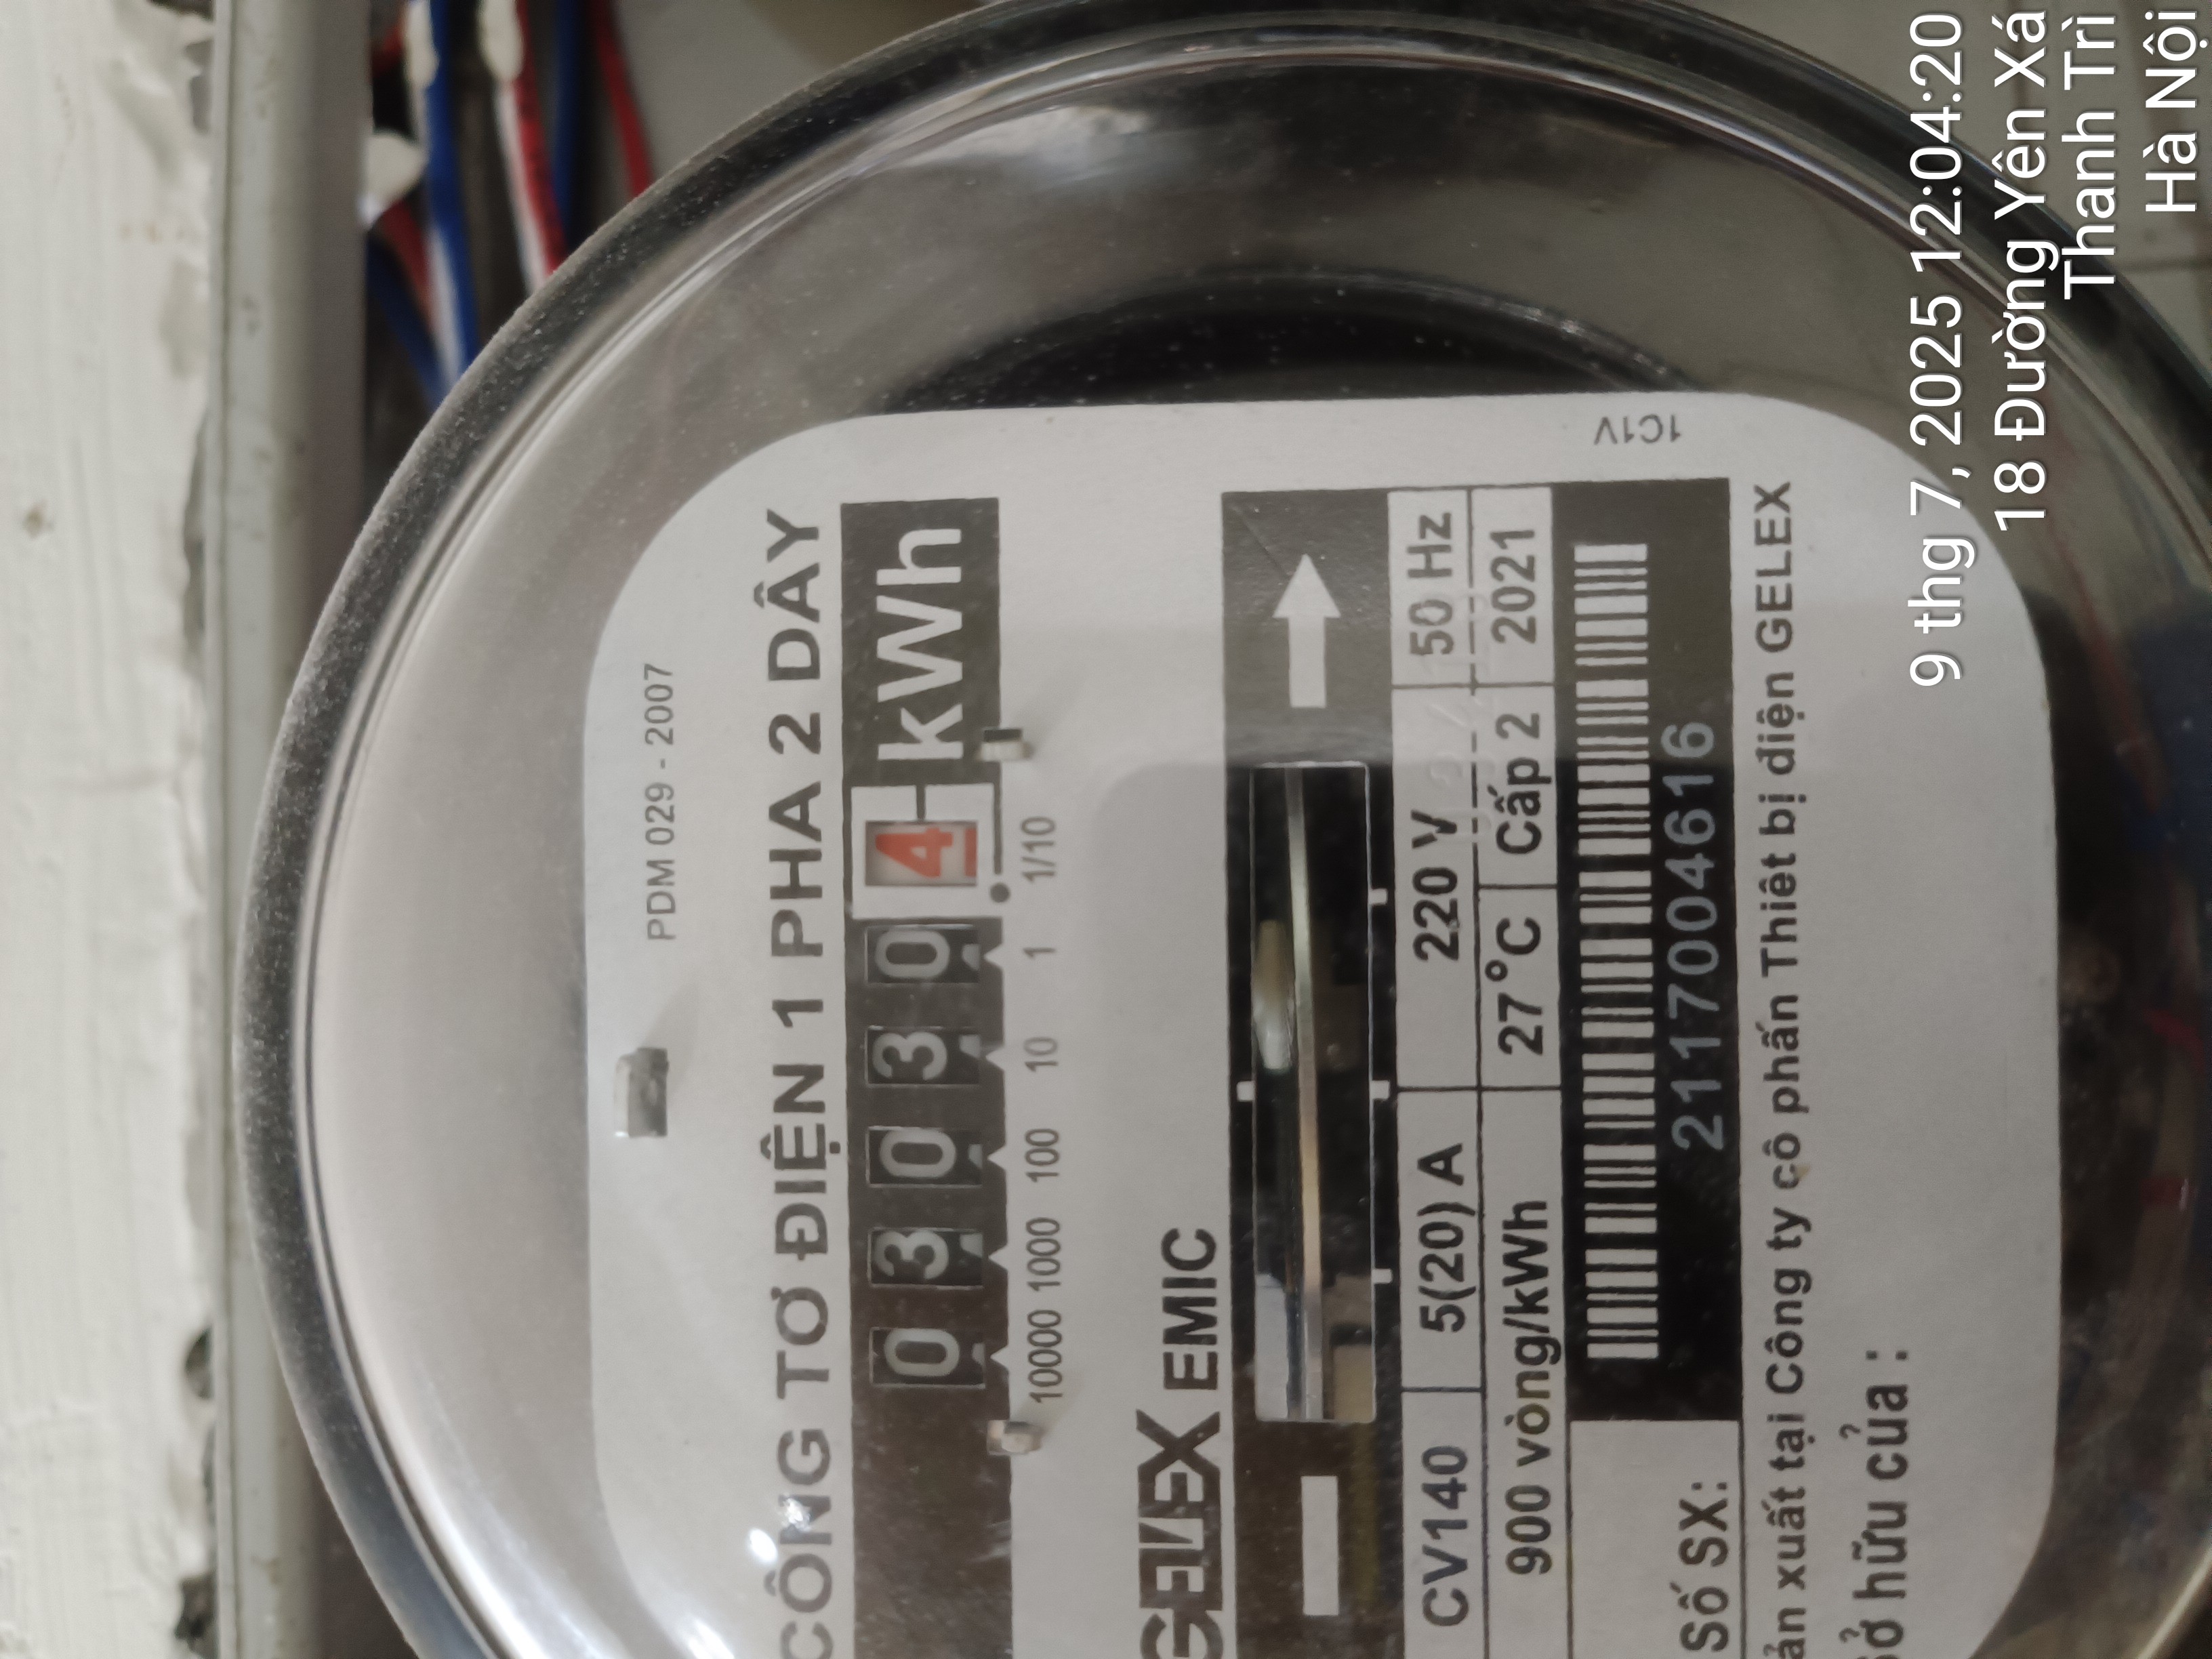 PDM 029 - 2007
CÔNG TƠ ĐIỆN 1 PHA 2 DÂY
0 3 0 3 0 4 kWh
10000 1000 100 10 1 1/10
GELEX EMIC
CV140 5(20) A 220 V 50 Hz
900 vòng/kWh 27°C Cấp 2 2021
Số SX: 2117004616
ản xuất tại Công ty cổ phần Thiết bị điện GELEX
ở hữu của :
1C1V
9 thg 7, 2025 12:04:20
18 Đường Yên Xá
Thanh Trì
Hà Nội